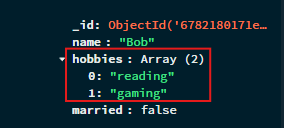 _id: ObjectId('6782180171e…
name: "Bob"
hobbies: Array (2)
0: "reading"
1: "gaming"
married: false